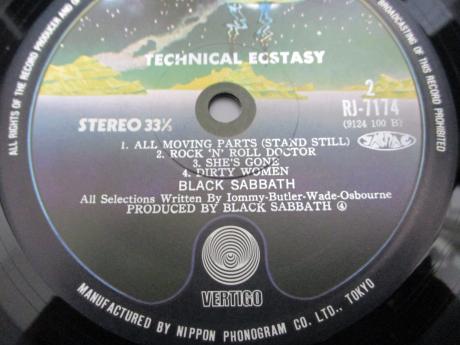 TECHNICAL ECSTASY
2
RJ-7174
(9124 100 B)
STEREO 33⅓
1. ALL MOVING PARTS (STAND STILL)
2. ROCK 'N' ROLL DOCTOR
3. SHE'S GONE
4. DIRTY WOMEN
BLACK SABBATH
All Selections Written By Iommy-Butler-Wade-Osbourne
PRODUCED BY BLACK SABBATH ④
VERTIGO
MANUFACTURED BY NIPPON PHONOGRAM CO. LTD., TOKYO
ALL RIGHTS OF THE RECORD PRODUCER AND
BROADCASTING OF THIS RECORD PROHIBITED